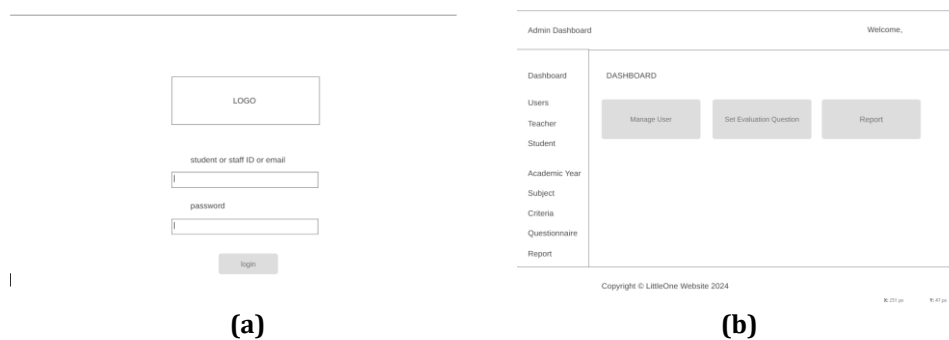 LOGO
student or staff ID or email
password
login
(a)
Admin Dashboard
Welcome,
Dashboard
Users
Teacher
Student
Academic Year
Subject
Criteria
Questionnaire
Report
DASHBOARD
Manage User
Set Evaluation Question
Report
Copyright © LittleOne Website 2024
(b)